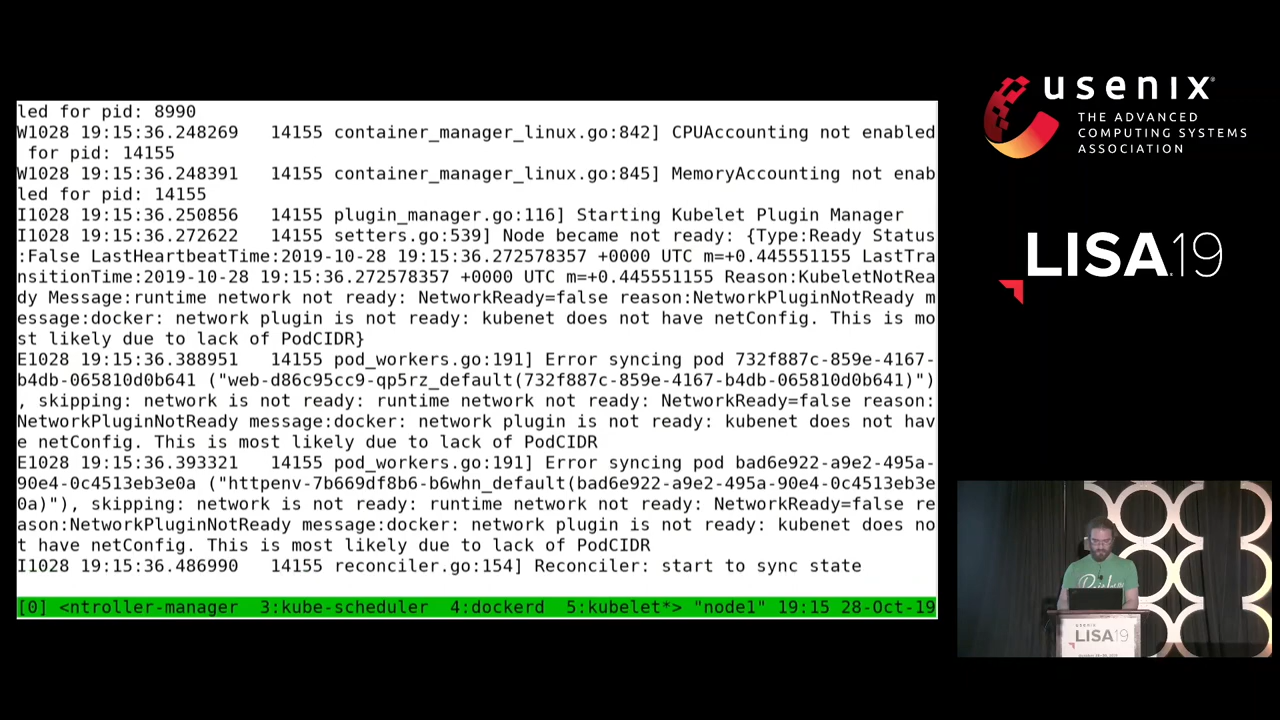 led for pid: 8990
W1028 19:15:36.248269   14155 container_manager_linux.go:842] CPUAccounting not enabled
 for pid: 14155
W1028 19:15:36.248391   14155 container_manager_linux.go:845] MemoryAccounting not enab
led for pid: 14155
I1028 19:15:36.250856   14155 plugin_manager.go:116] Starting Kubelet Plugin Manager
I1028 19:15:36.272622   14155 setters.go:539] Node became not ready: {Type:Ready Status
:False LastHeartbeatTime:2019-10-28 19:15:36.272578357 +0000 UTC m=+0.445551155 LastTra
nsitionTime:2019-10-28 19:15:36.272578357 +0000 UTC m=+0.445551155 Reason:KubeletNotRea
dy Message:runtime network not ready: NetworkReady=false reason:NetworkPluginNotReady m
essage:docker: network plugin is not ready: kubenet does not have netConfig. This is mo
st likely due to lack of PodCIDR}
E1028 19:15:36.388951   14155 pod_workers.go:191] Error syncing pod 732f887c-859e-4167-
b4db-065810d0b641 ("web-d86c95cc9-qp5rz_default(732f887c-859e-4167-b4db-065810d0b641)")
, skipping: network is not ready: runtime network not ready: NetworkReady=false reason:
NetworkPluginNotReady message:docker: network plugin is not ready: kubenet does not hav
e netConfig. This is most likely due to lack of PodCIDR
E1028 19:15:36.393321   14155 pod_workers.go:191] Error syncing pod bad6e922-a9e2-495a-
90e4-0c4513eb3e0a ("httpenv-7b669df8b6-b6whn_default(bad6e922-a9e2-495a-90e4-0c4513eb3e
0a)"), skipping: network is not ready: runtime network not ready: NetworkReady=false re
ason:NetworkPluginNotReady message:docker: network plugin is not ready: kubenet does no
t have netConfig. This is most likely due to lack of PodCIDR
I1028 19:15:36.486990   14155 reconciler.go:154] Reconciler: start to sync state
[0] <ntroller-manager  3:kube-scheduler  4:dockerd  5:kubelet*> "node1" 19:15 28-Oct-19
usenix®
THE ADVANCED
COMPUTING SYSTEMS
ASSOCIATION
LISA.19
usenix
LISA19